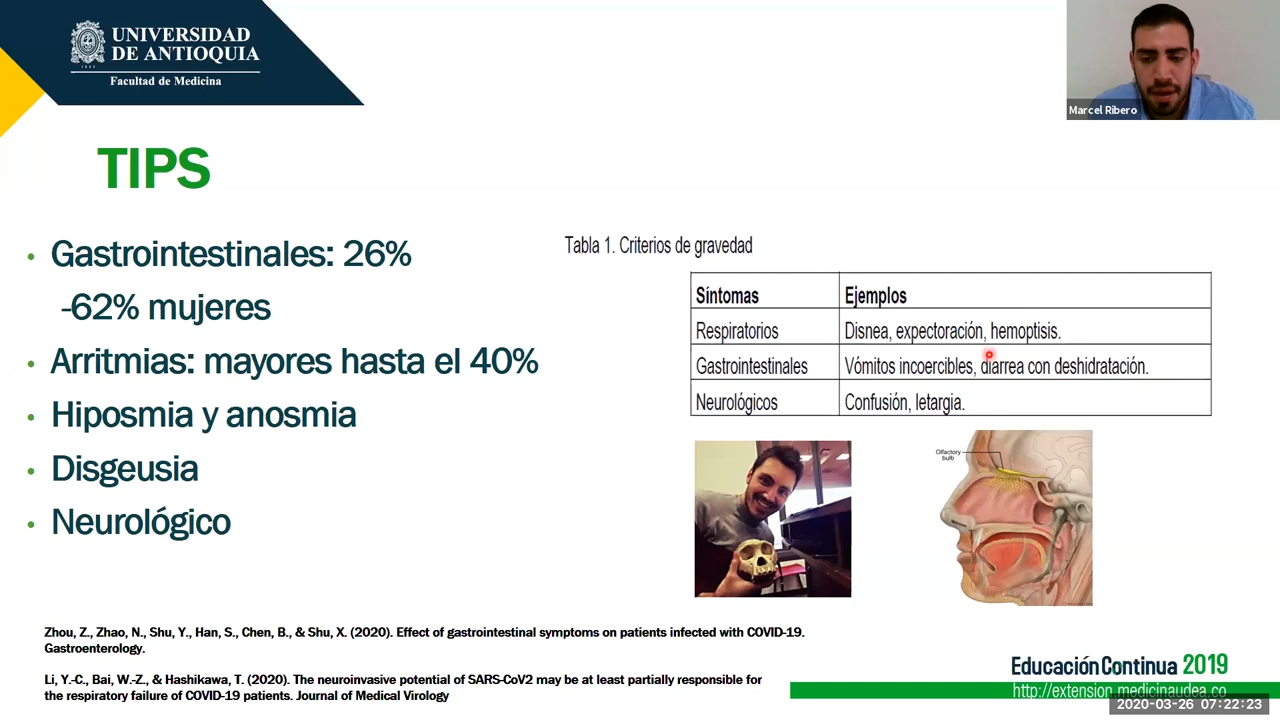 UNIVERSIDAD
DE ANTIOQUIA
1803
Facultad de Medicina
Marcel Ribero
TIPS
• Gastrointestinales: 26%
-62% mujeres
• Arritmias: mayores hasta el 40%
• Hiposmia y anosmia
• Disgeusia
• Neurológico
Tabla 1. Criterios de gravedad
Síntomas Ejemplos
Respiratorios Disnea, expectoración, hemoptisis.
Gastrointestinales Vómitos incoercibles, diarrea con deshidratación.
Neurológicos Confusión, letargia.
Olfactory
bulb
Zhou, Z., Zhao, N., Shu, Y., Han, S., Chen, B., & Shu, X. (2020). Effect of gastrointestinal symptoms on patients infected with COVID-19.
Gastroenterology.
Li, Y.-C., Bai, W.-Z., & Hashikawa, T. (2020). The neuroinvasive potential of SARS-CoV2 may be at least partially responsible for
the respiratory failure of COVID-19 patients. Journal of Medical Virology
Educación Continua 2019
http://extension.medicinaudea.co
2020-03-26 07:22:23